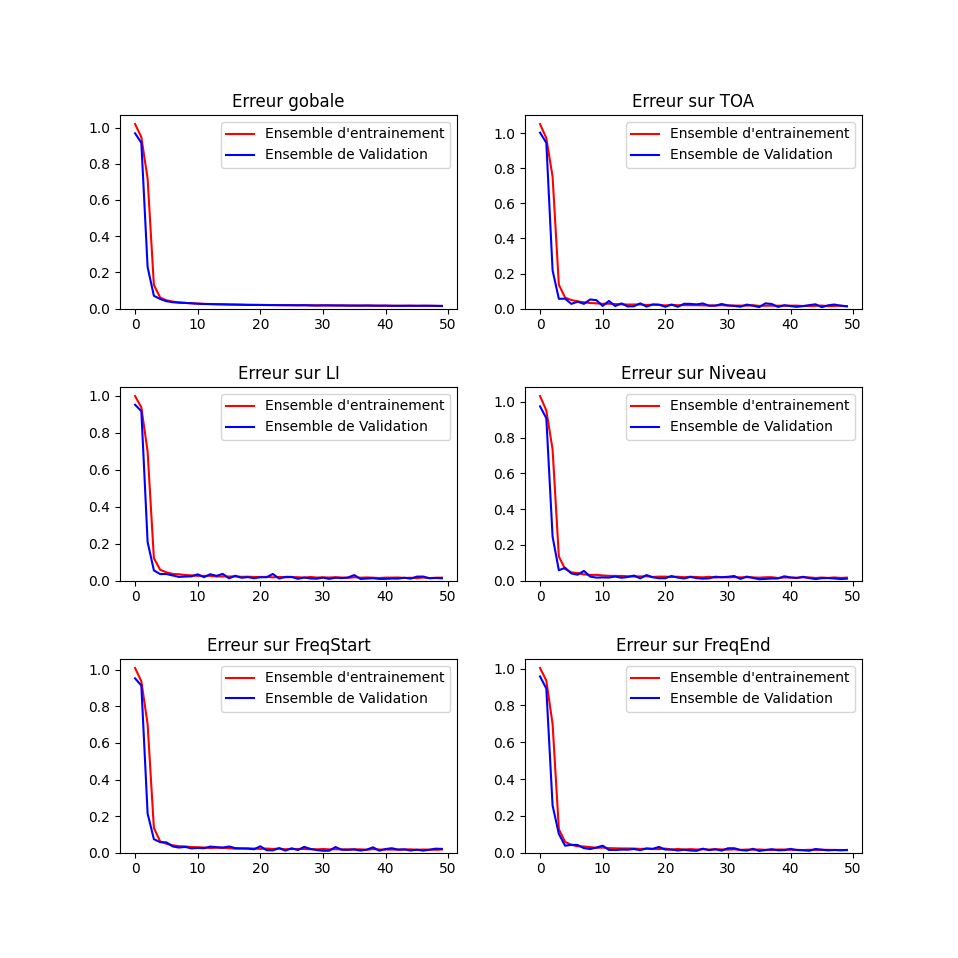 Erreur gobale
Ensemble d'entrainement
Ensemble de Validation
1.0
0.8
0.6
0.4
0.2
0.0
0 10 20 30 40 50
Erreur sur TOA
Ensemble d'entrainement
Ensemble de Validation
1.0
0.8
0.6
0.4
0.2
0.0
0 10 20 30 40 50
Erreur sur LI
Ensemble d'entrainement
Ensemble de Validation
1.0
0.8
0.6
0.4
0.2
0.0
0 10 20 30 40 50
Erreur sur Niveau
Ensemble d'entrainement
Ensemble de Validation
1.0
0.8
0.6
0.4
0.2
0.0
0 10 20 30 40 50
Erreur sur FreqStart
Ensemble d'entrainement
Ensemble de Validation
1.0
0.8
0.6
0.4
0.2
0.0
0 10 20 30 40 50
Erreur sur FreqEnd
Ensemble d'entrainement
Ensemble de Validation
1.0
0.8
0.6
0.4
0.2
0.0
0 10 20 30 40 50